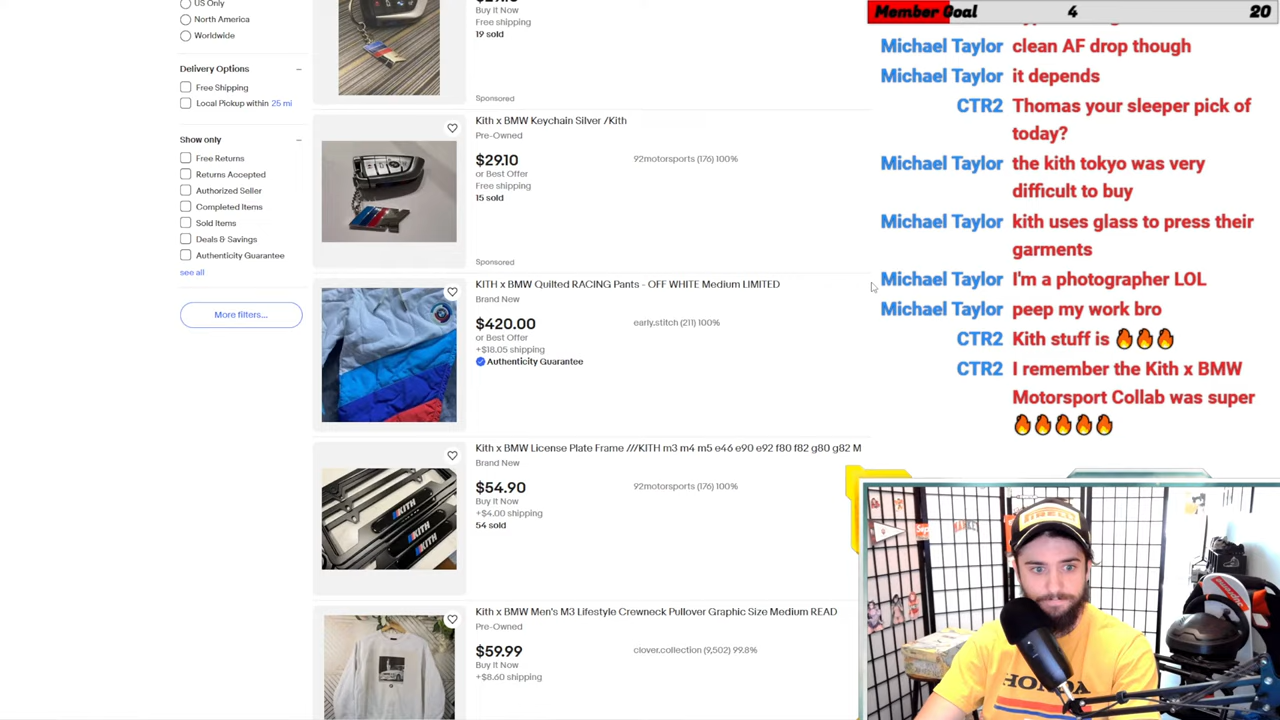 US Only
North America
Worldwide
Delivery Options
Free Shipping
Local Pickup within 25 mi
Show only
Free Returns
Returns Accepted
Authorized Seller
Completed Items
Sold Items
Deals & Savings
Authenticity Guarantee
see all
More filters...
Buy It Now
Free shipping
19 sold
Sponsored
Kith x BMW Keychain Silver /Kith
Pre-Owned
$29.10
92motorsports (176) 100%
or Best Offer
Free shipping
15 sold
Sponsored
KITH x BMW Quilted RACING Pants - OFF WHITE Medium LIMITED
Brand New
$420.00
early.stitch (211) 100%
or Best Offer
+$18.05 shipping
Authenticity Guarantee
Kith x BMW License Plate Frame ///KITH m3 m4 m5 e46 e90 e92 f80 f82 g80 g82 M
Brand New
$54.90
92motorsports (176) 100%
Buy It Now
+$4.00 shipping
54 sold
KITH
KITH
Kith x BMW Men's M3 Lifestyle Crewneck Pullover Graphic Size Medium READ
Pre-Owned
$59.99
clover.collection (9,502) 99.8%
Buy It Now
+$8.60 shipping
Member Goal 4 20
Michael Taylor clean AF drop though
Michael Taylor it depends
CTR2 Thomas your sleeper pick of
today?
Michael Taylor the kith tokyo was very
difficult to buy
Michael Taylor kith uses glass to press their
garments
Michael Taylor I'm a photographer LOL
Michael Taylor peep my work bro
CTR2 Kith stuff is 🔥🔥🔥
CTR2 I remember the Kith x BMW
Motorsport Collab was super
🔥🔥🔥🔥🔥
PIRELLI